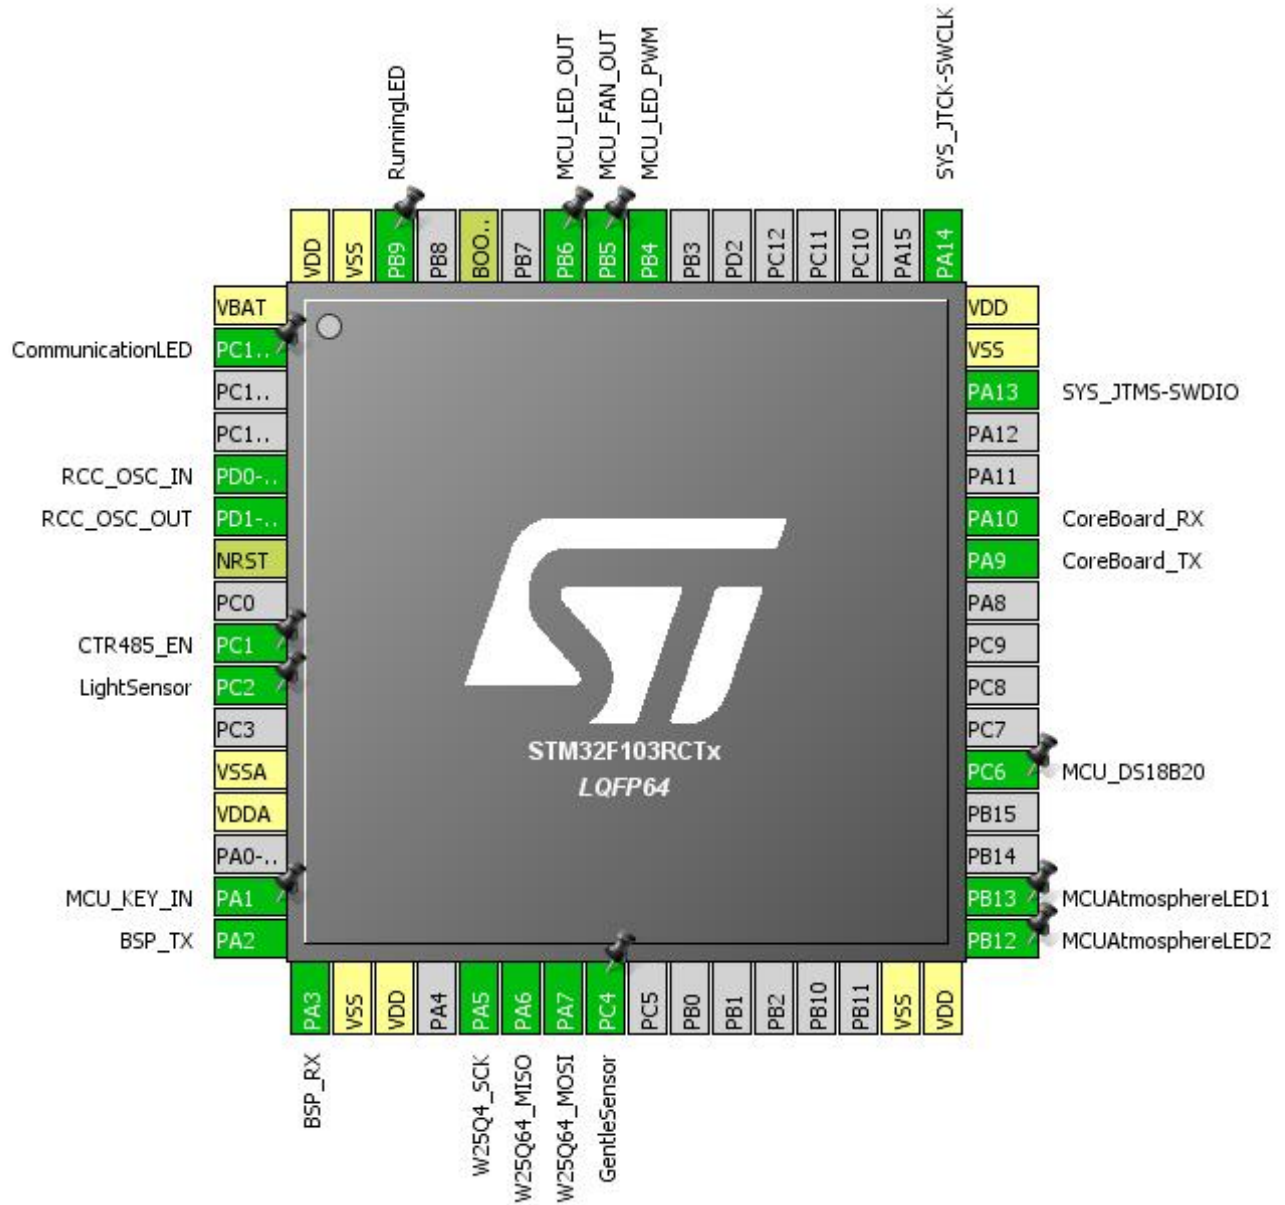 RunningLED
MCU_LED_OUT
MCU_FAN_OUT
MCU_LED_PWM
SYS_JTCK-SWCLK
VDD
VSS
PB9
PB8
BOO..
PB7
PB6
PB5
PB4
PB3
PD2
PC12
PC11
PC10
PA15
PA14
VBAT
CommunicationLED PC1..
PC1..
PC1..
RCC_OSC_IN PD0-..
RCC_OSC_OUT PD1-..
NRST
PC0
CTR485_EN PC1
LightSensor PC2
PC3
VSSA
VDDA
PA0-..
MCU_KEY_IN PA1
BSP_TX PA2
STM32F103RCTx
LQFP64
VDD
VSS
PA13 SYS_JTMS-SWDIO
PA12
PA11
PA10 CoreBoard_RX
PA9 CoreBoard_TX
PA8
PC9
PC8
PC7
PC6 MCU_DS18B20
PB15
PB14
PB13 MCUAtmosphereLED1
PB12 MCUAtmosphereLED2
PA3
VSS
VDD
PA4
PA5
PA6
PA7
PC4
PC5
PB0
PB1
PB2
PB10
PB11
VSS
VDD
BSP_RX
W25Q4_SCK
W25Q64_MISO
W25Q64_MOSI
GentleSensor